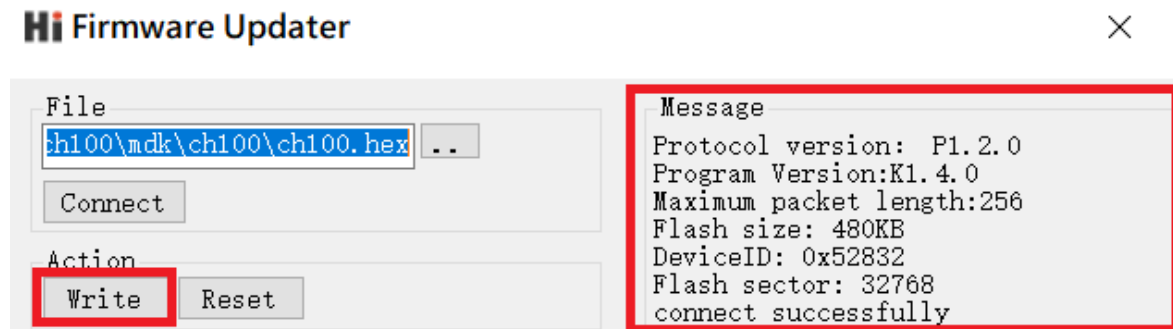 Hi Firmware Updater
File
ch100\mdk\ch100\ch100.hex ..
Connect
Action
Write Reset
Message
Protocol version: P1.2.0
Program Version:K1.4.0
Maximum packet length:256
Flash size: 480KB
DeviceID: 0x52832
Flash sector: 32768
connect successfully